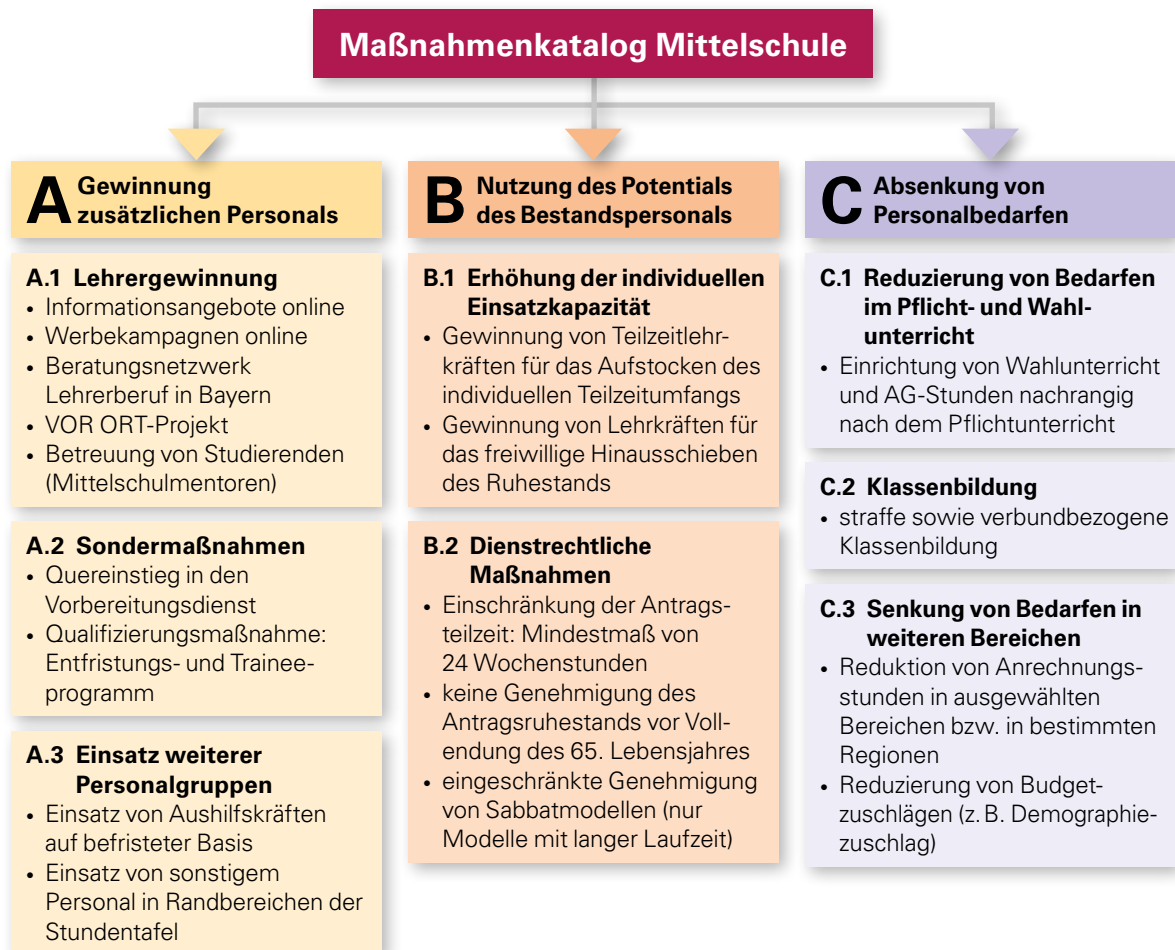 Maßnahmenkatalog Mittelschule
A Gewinnung
zusätzlichen Personals
A.1 Lehrergewinnung
• Informationsangebote online
• Werbekampagnen online
• Beratungsnetzwerk
Lehrerberuf in Bayern
• VOR ORT-Projekt
• Betreuung von Studierenden
(Mittelschulmentoren)
A.2 Sondermaßnahmen
• Quereinstieg in den
Vorbereitungsdienst
• Qualifizierungsmaßnahme:
Entfristungs- und Trainee-
programm
A.3 Einsatz weiterer
Personalgruppen
• Einsatz von Aushilfskräften
auf befristeter Basis
• Einsatz von sonstigem
Personal in Randbereichen der
Stundentafel
B Nutzung des Potentials
des Bestandspersonals
B.1 Erhöhung der individuellen
Einsatzkapazität
• Gewinnung von Teilzeitlehr-
kräften für das Aufstocken des
individuellen Teilzeitumfangs
• Gewinnung von Lehrkräften für
das freiwillige Hinausschieben
des Ruhestands
B.2 Dienstrechtliche
Maßnahmen
• Einschränkung der Antrags-
teilzeit: Mindestmaß von
24 Wochenstunden
• keine Genehmigung des
Antragsruhestands vor Voll-
endung des 65. Lebensjahres
• eingeschränkte Genehmigung
von Sabbatmodellen (nur
Modelle mit langer Laufzeit)
C Absenkung von
Personalbedarfen
C.1 Reduzierung von Bedarfen
im Pflicht- und Wahl-
unterricht
• Einrichtung von Wahlunterricht
und AG-Stunden nachrangig
nach dem Pflichtunterricht
C.2 Klassenbildung
• straffe sowie verbundbezogene
Klassenbildung
C.3 Senkung von Bedarfen in
weiteren Bereichen
• Reduktion von Anrechnungs-
stunden in ausgewählten
Bereichen bzw. in bestimmten
Regionen
• Reduzierung von Budget-
zuschlägen (z. B. Demographie-
zuschlag)